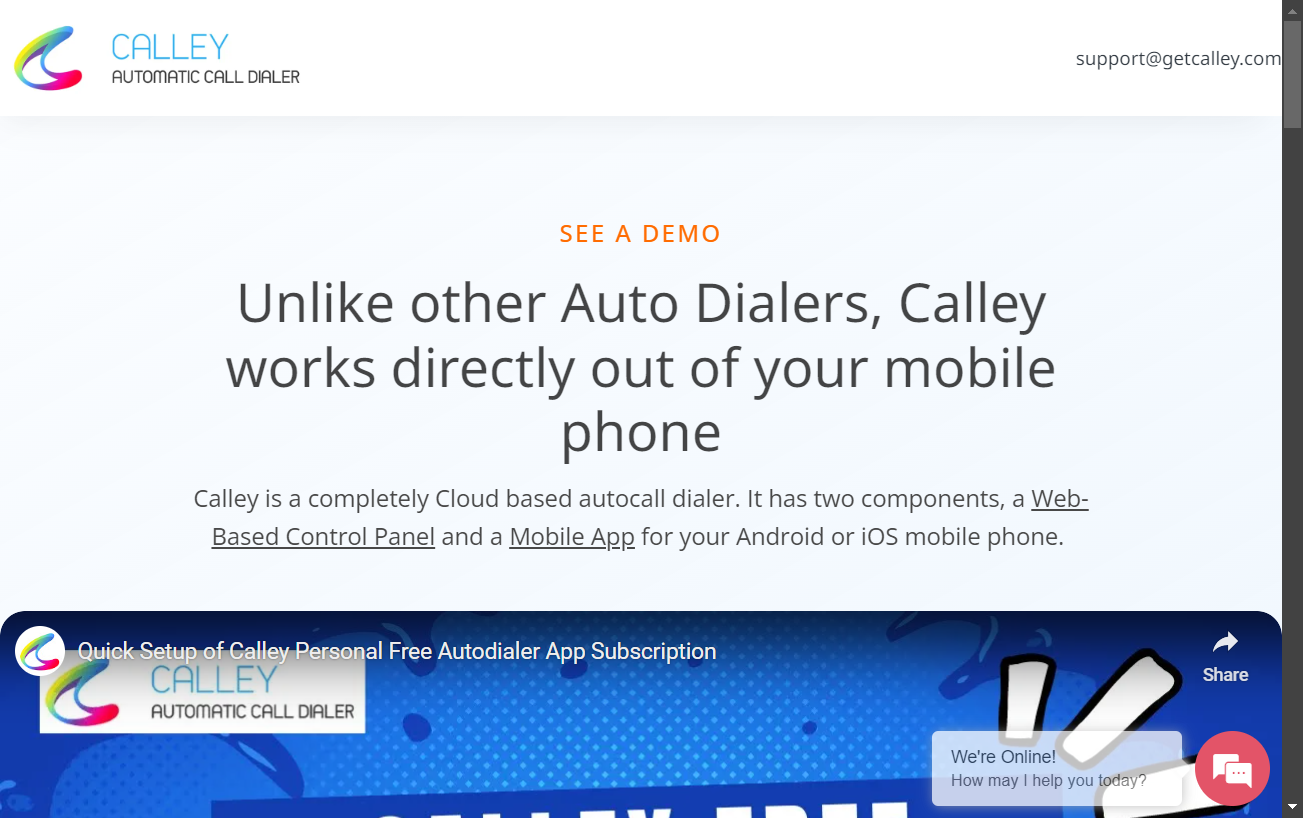 CALLEY
AUTOMATIC CALL DIALER
support@getcalley.com
SEE A DEMO
Unlike other Auto Dialers, Calley
works directly out of your mobile
phone
Calley is a completely Cloud based autocall dialer. It has two components, a Web-
Based Control Panel and a Mobile App for your Android or iOS mobile phone.
Quick Setup of Calley Personal Free Autodialer App Subscription
Share
CALLEY
AUTOMATIC CALL DIALER
We're Online!
How may I help you today?
CALLEY FREE